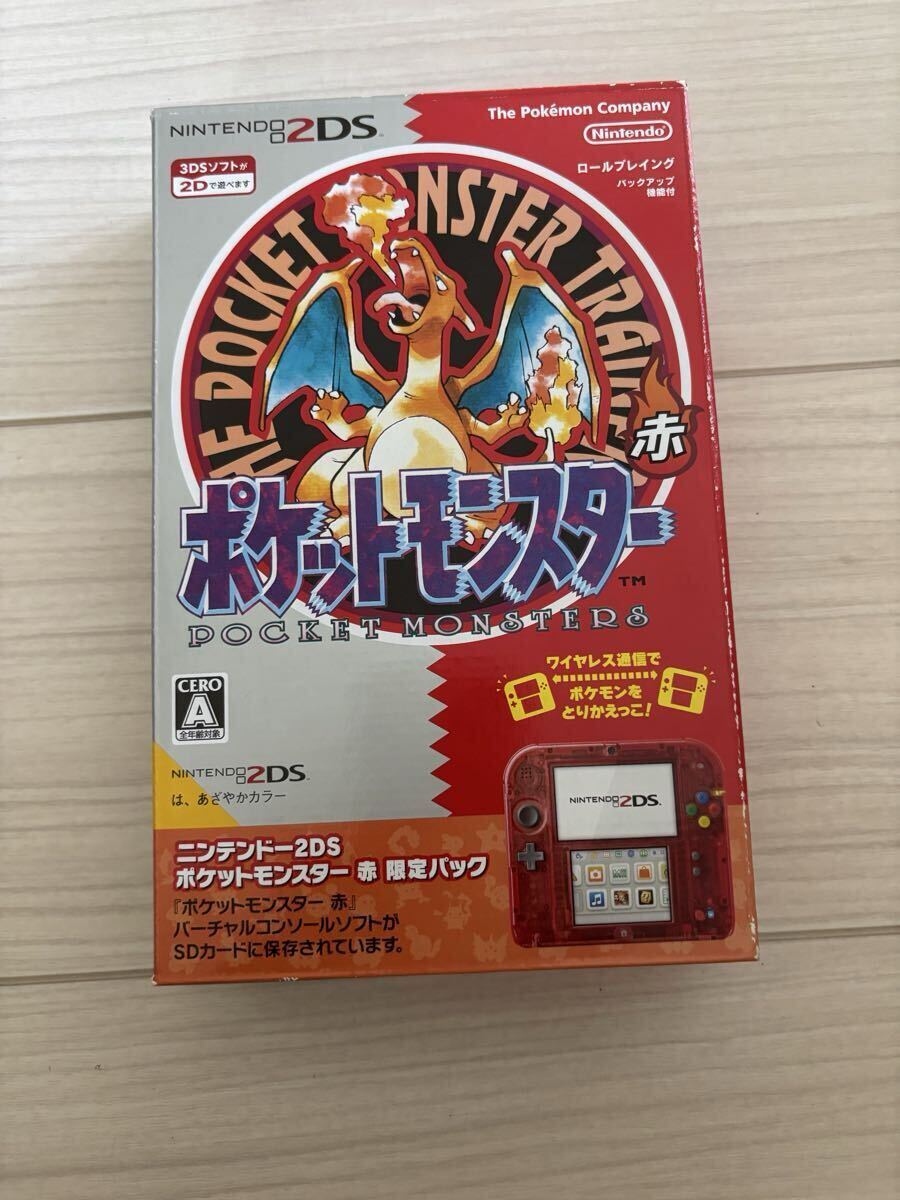 NINTENDO 2DS
3DSソフトが
2Dで遊べます
The Pokémon Company
Nintendo
ロールプレイング
バックアップ
機能付
THE POCKET MONSTER TRAINER
赤
ポケットモンスター
TM
POCKET MONSTERS
CERO
A
全年齢対象
ワイヤレス通信で
ポケモンを
とりかえっこ!
NINTENDO 2DS
は、あざやかカラー
NINTENDO 2DS
ニンテンドー2DS
ポケットモンスター 赤 限定パック
『ポケットモンスター 赤』
バーチャルコンソールソフトが
SDカードに保存されています。